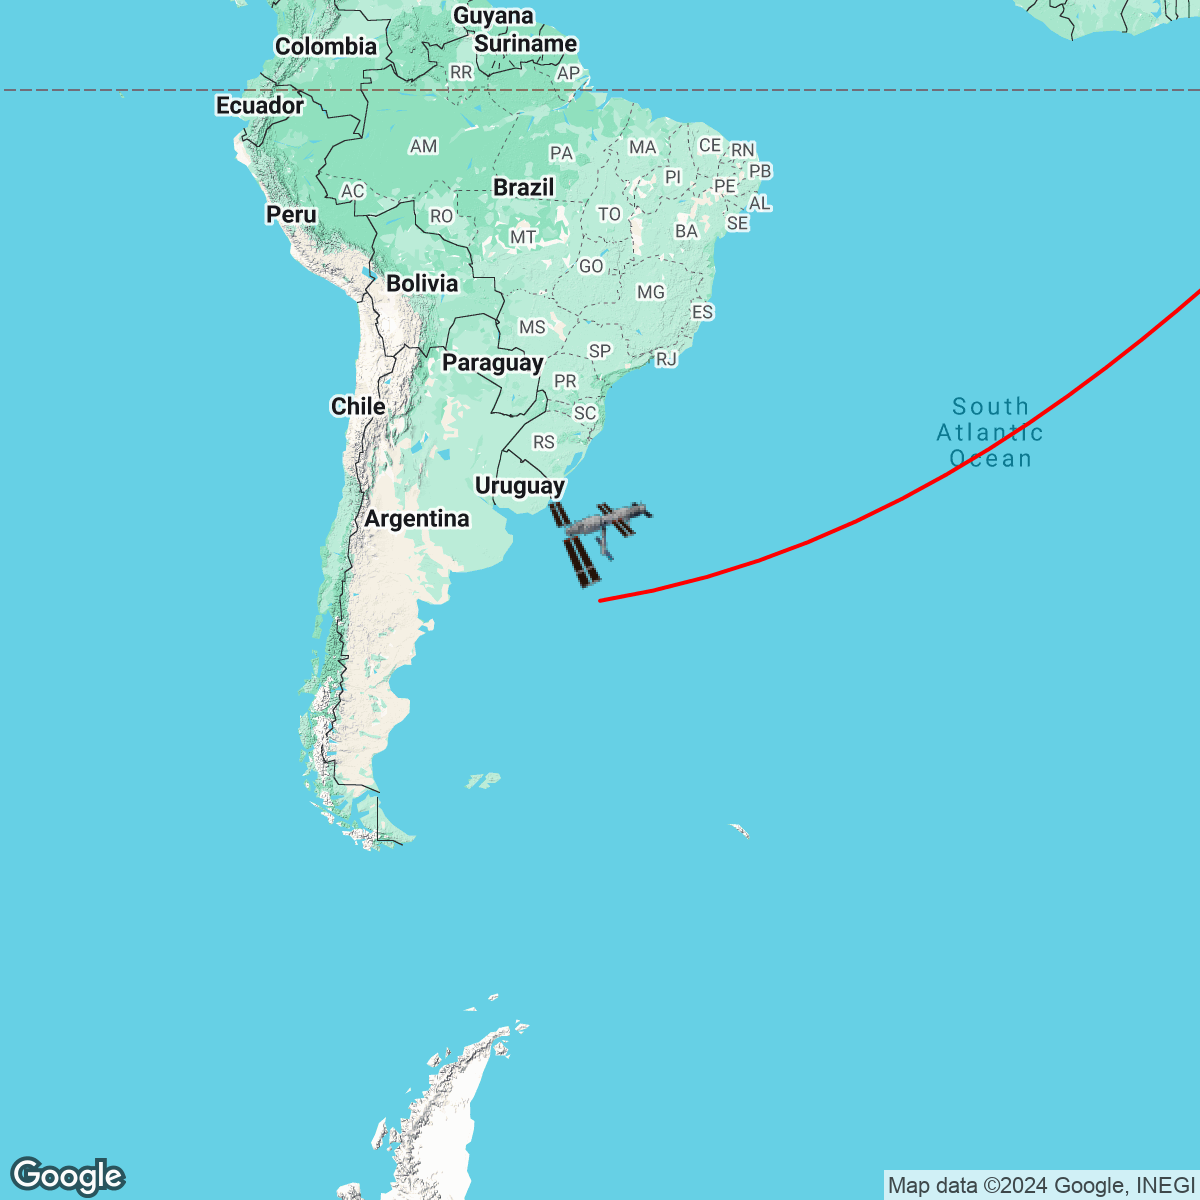 Guyana
Colombia
Suriname
RR
AP
Ecuador
AM
PA
MA
CE
RN
PI
PB
PE
AC
Brazil
AL
Peru
RO
TO
SE
MT
BA
GO
Bolivia
MG
ES
MS
SP
RJ
Paraguay
PR
Chile
SC
South
Atlantic
Ocean
RS
Uruguay
Argentina
Google
Map data ©2024 Google, INEGI